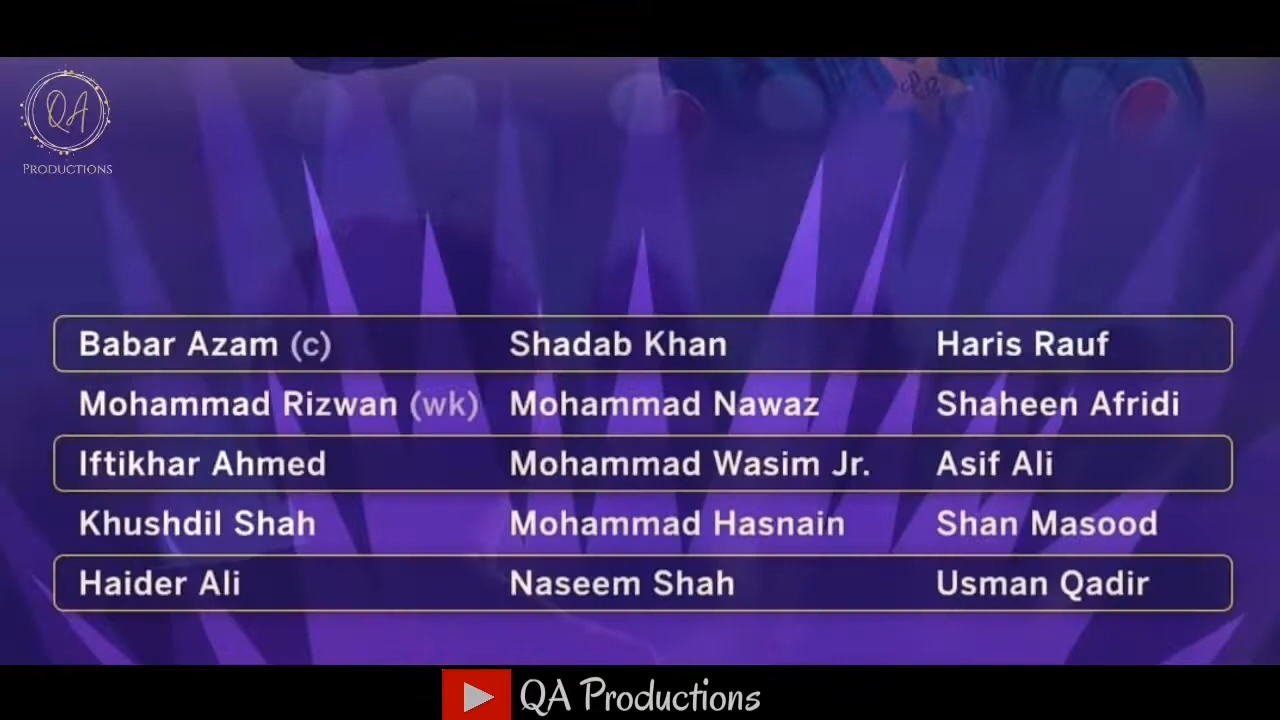 QA
PRODUCTIONS
Babar Azam (c) Shadab Khan Haris Rauf
Mohammad Rizwan (wk) Mohammad Nawaz Shaheen Afridi
Iftikhar Ahmed Mohammad Wasim Jr. Asif Ali
Khushdil Shah Mohammad Hasnain Shan Masood
Haider Ali Naseem Shah Usman Qadir
QA Productions